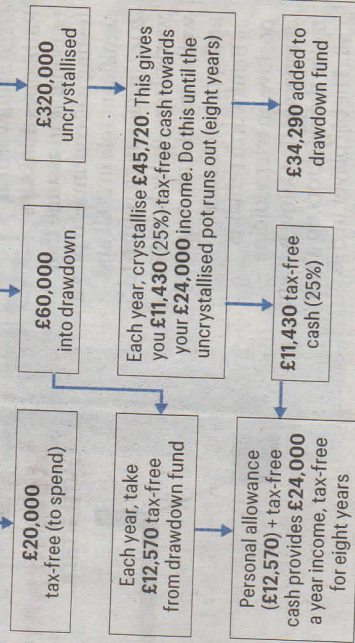 £20,000
tax-free (to spend)
£60,000
into drawdown
£320,000
uncrystallised
Each year, take
£12,570 tax-free
from drawdown fund
Each year, crystallise £45,720. This gives
you £11,430 (25%) tax-free cash towards
your £24,000 income. Do this until the
uncrystallised pot runs out (eight years)
Personal allowance
(£12,570) + tax-free
cash provides £24,000
a year income, tax-free
for eight years
£11,430 tax-free
cash (25%)
£34,290 added to
drawdown fund